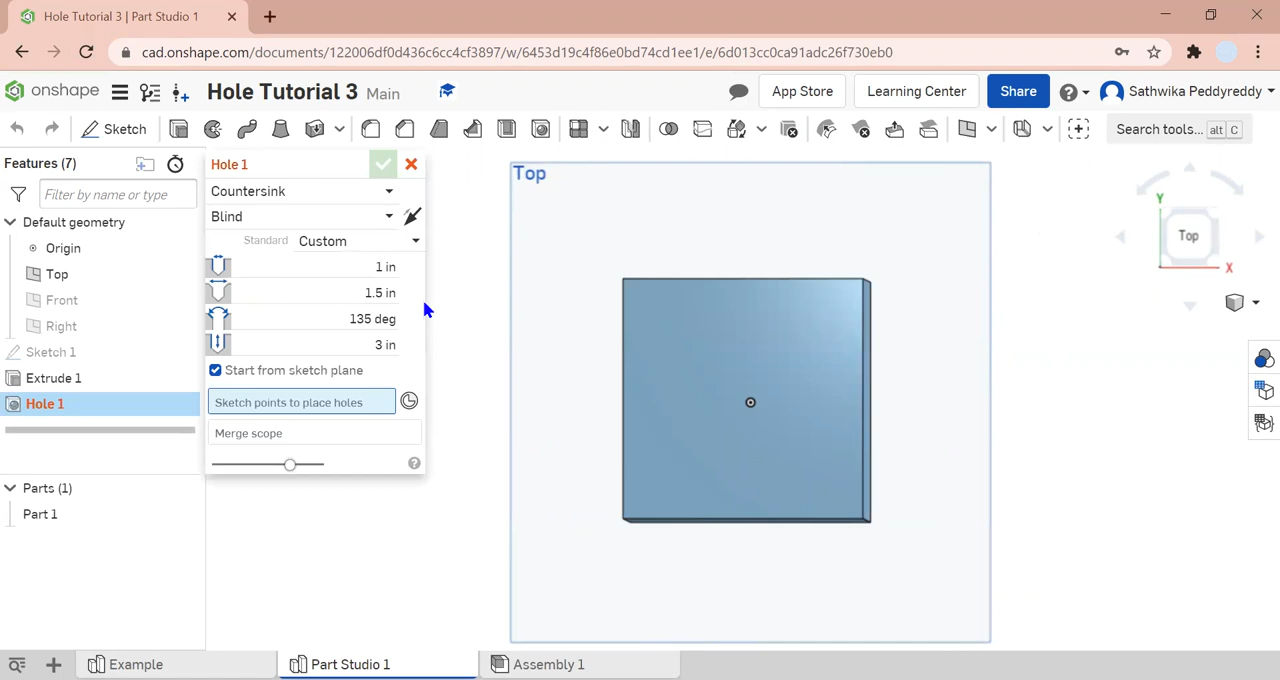 Hole Tutorial 3 | Part Studio 1
cad.onshape.com/documents/122006df0d436c6cc4cf3897/w/6453d19c4f86e0bd74cd1ee1/e/6d013cc0ca91adc26f730eb0
onshape
Hole Tutorial 3 Main
App Store
Learning Center
Share
Sathwika Peddyreddy
Sketch
Search tools... alt C
Features (7)
Filter by name or type
Default geometry
Origin
Top
Front
Right
Sketch 1
Extrude 1
Hole 1
Parts (1)
Part 1
Hole 1
Countersink
Blind
Standard Custom
1 in
1.5 in
135 deg
3 in
Start from sketch plane
Sketch points to place holes
Merge scope
Top
Y
Top
X
Example
Part Studio 1
Assembly 1